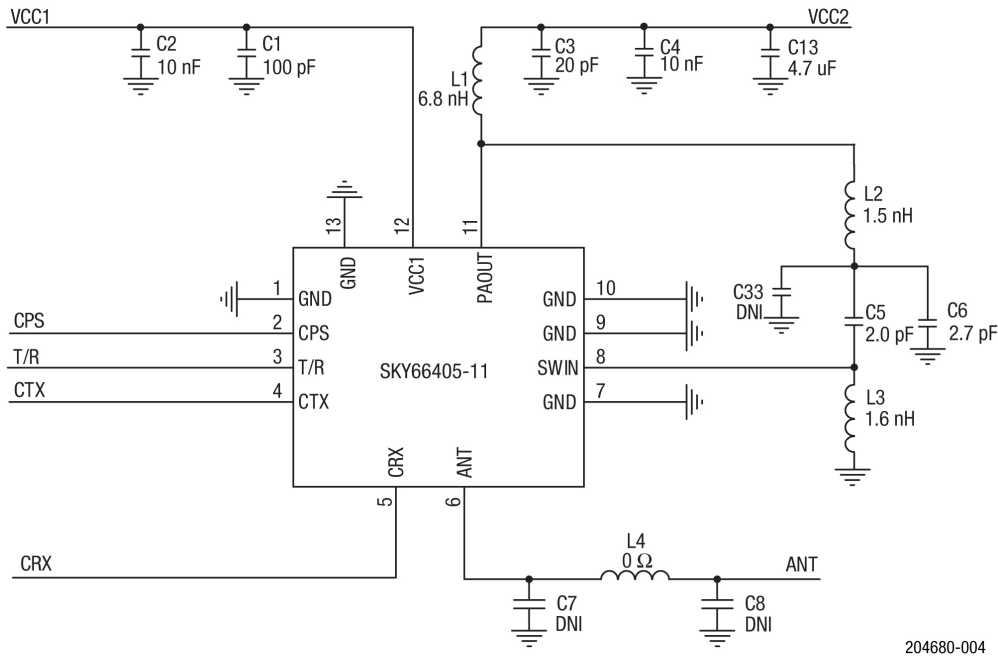 VCC1
VCC2
C2
10 nF
C1
100 pF
L1
6.8 nH
C3
20 pF
C4
10 nF
C13
4.7 uF
L2
1.5 nH
13
12
11
GND
VCC1
PAOUT
1
GND
10
GND
C33
DNI
C5
2.0 pF
C6
2.7 pF
CPS
2
CPS
9
GND
T/R
3
T/R
SKY66405-11
8
SWIN
CTX
4
CTX
7
GND
L3
1.6 nH
CRX
ANT
5
6
CRX
L4
0 Ω
ANT
C7
DNI
C8
DNI
204680-004